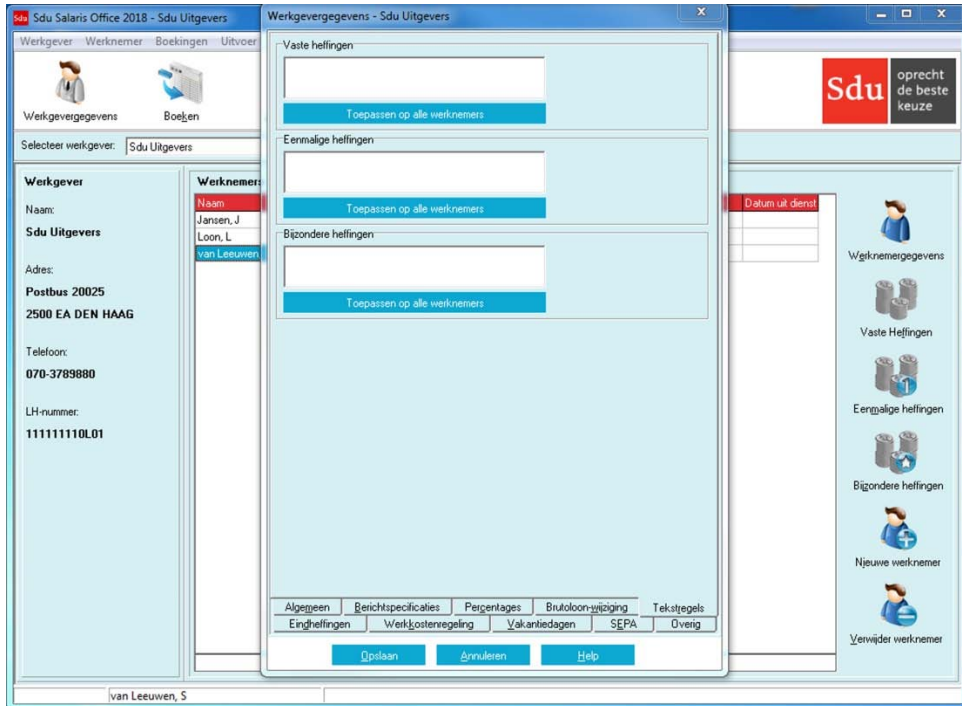 Sdu Salaris Office 2018 - Sdu Uitgevers
Werkgevergegevens - Sdu Uitgevers
Werkgever Werknemer Boekingen Uitvoer
Werkgevergegevens
Boeken
Sdu
oprecht
de beste
keuze
Selecteer werkgever:
Sdu Uitgevers
Werkgever
Naam:
Sdu Uitgevers
Adres:
Postbus 20025
2500 EA DEN HAAG
Telefoon:
070-3789880
LH-nummer:
111111110L01
Werknemers
Naam
Datum uit dienst
Jansen, J
Loon, L
van Leeuwen
Vaste heffingen
Toepassen op alle werknemers
Eenmalige heffingen
Toepassen op alle werknemers
Bijzondere heffingen
Toepassen op alle werknemers
Algemeen
Berichtspecificaties
Percentages
Brutoloon-wijziging
Tekstregels
Eindheffingen
Werkkostenregeling
Vakantiedagen
SEPA
Overig
Opslaan
Annuleren
Help
Werknemergegevens
Vaste Heffingen
Eenmalige heffingen
Bijzondere heffingen
Nieuwe werknemer
Verwijder werknemer
van Leeuwen, S